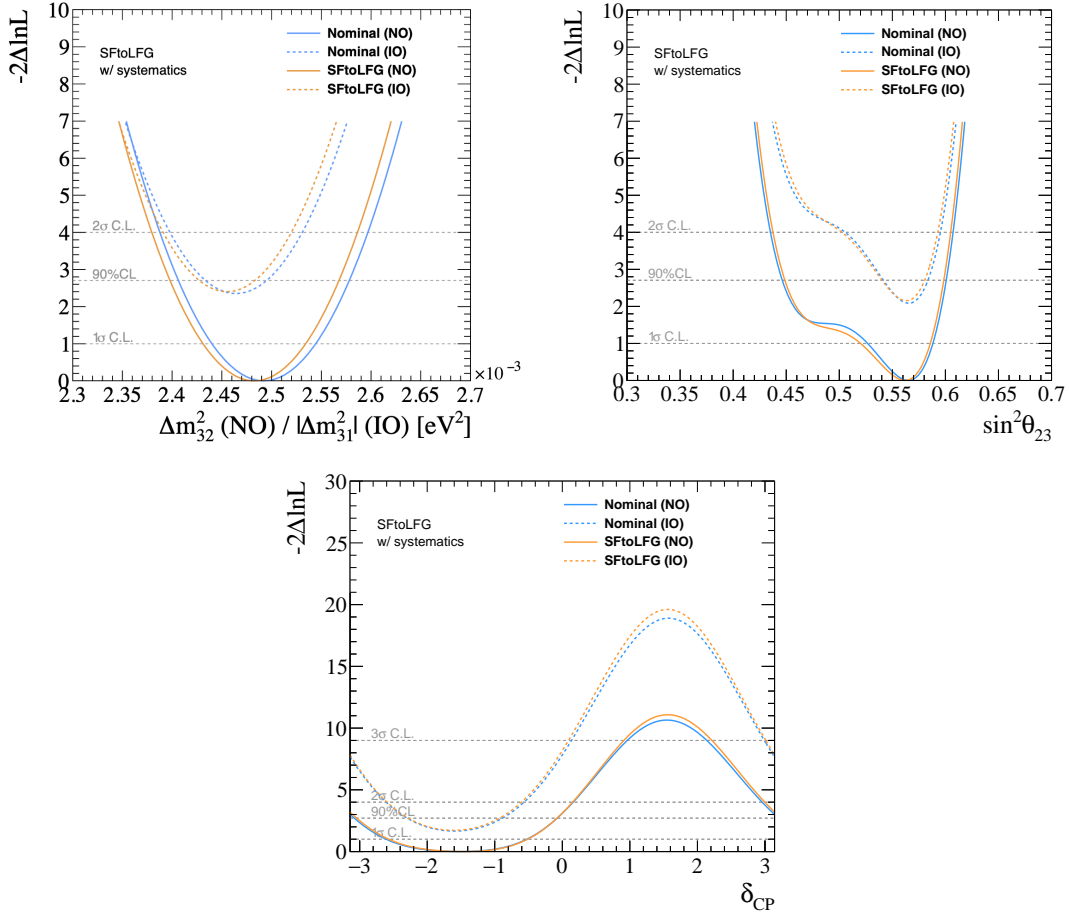 -2ΔlnL
10
9
8
7
6
5
4
3
2
1
0
SFtoLFG
w/ systematics
Nominal (NO)
Nominal (IO)
SFtoLFG (NO)
SFtoLFG (IO)
2σ C.L.
90%CL
1σ C.L.
2.3 2.35 2.4 2.45 2.5 2.55 2.6 2.65 2.7
×10⁻³
Δm²₃₂ (NO) / |Δm²₃₁| (IO) [eV²]
-2ΔlnL
10
9
8
7
6
5
4
3
2
1
0
SFtoLFG
w/ systematics
Nominal (NO)
Nominal (IO)
SFtoLFG (NO)
SFtoLFG (IO)
2σ C.L.
90%CL
1σ C.L.
0.3 0.35 0.4 0.45 0.5 0.55 0.6 0.65 0.7
sin²θ₂₃
-2ΔlnL
30
25
20
15
10
5
0
SFtoLFG
w/ systematics
Nominal (NO)
Nominal (IO)
SFtoLFG (NO)
SFtoLFG (IO)
3σ C.L.
2σ C.L.
90%CL
1σ C.L.
−3 −2 −1 0 1 2 3
δCP